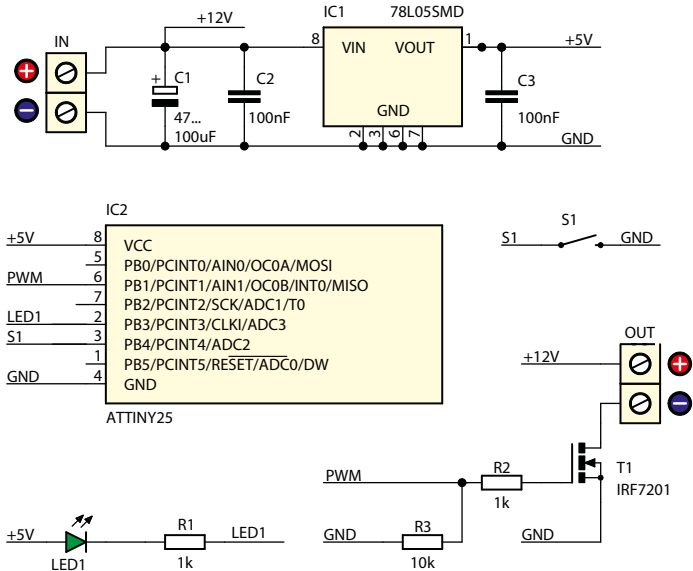 +12V
IN
+
C1
47...
100uF
C2
100nF
IC1 78L05SMD
8 VIN VOUT 1
GND
2 3 6 7
+5V
C3
100nF
GND
IC2
+5V 8 VCC
5 PB0/PCINT0/AIN0/OC0A/MOSI
PWM 6 PB1/PCINT1/AIN1/OC0B/INT0/MISO
7 PB2/PCINT2/SCK/ADC1/T0
LED1 2 PB3/PCINT3/CLKI/ADC3
S1 3 PB4/PCINT4/ADC2
1 PB5/PCINT5/RESET/ADC0/DW
GND 4 GND
ATTINY25
S1
S1 GND
OUT
+12V
T1
IRF7201
PWM
R2
1k
GND
R3
10k
GND
+5V
LED1
R1
1k
LED1